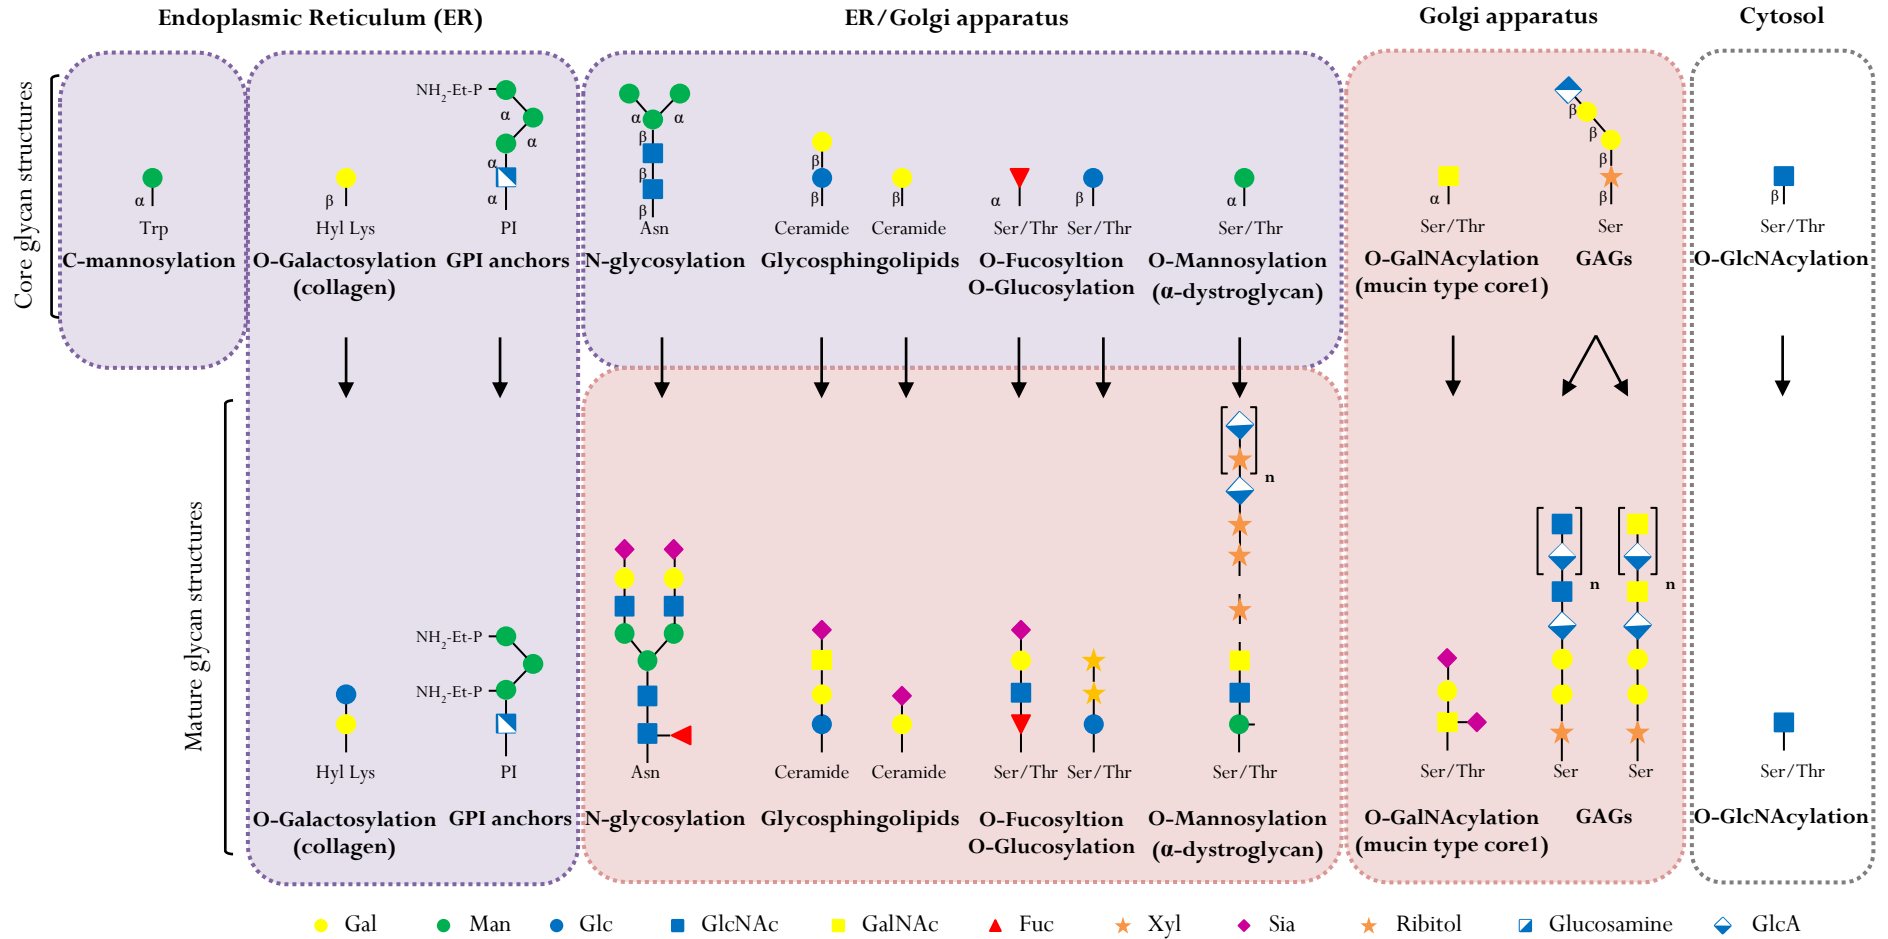 Endoplasmic Reticulum (ER)
ER/Golgi apparatus
Golgi apparatus
Cytosol
Core glycan structures
α
Trp
C-mannosylation
β
Hyl Lys
O-Galactosylation
(collagen)
NH2-Et-P
α
α
α
α
PI
GPI anchors
α α
β
β
β
Asn
N-glycosylation
β
β
Ceramide
β
Ceramide
Glycosphingolipids
α
Ser/Thr
β
Ser/Thr
O-Fucosyltion
O-Glucosylation
α
Ser/Thr
O-Mannosylation
(α-dystroglycan)
α
Ser/Thr
O-GalNAcylation
(mucin type core1)
β
β
β
β
Ser
GAGs
β
Ser/Thr
O-GlcNAcylation
Mature glycan structures
Hyl Lys
O-Galactosylation
(collagen)
NH2-Et-P
NH2-Et-P
PI
GPI anchors
Asn
N-glycosylation
Ceramide
Ceramide
Glycosphingolipids
Ser/Thr
Ser/Thr
O-Fucosyltion
O-Glucosylation
n
Ser/Thr
O-Mannosylation
(α-dystroglycan)
Ser/Thr
O-GalNAcylation
(mucin type core1)
n
n
Ser
Ser
GAGs
Ser/Thr
O-GlcNAcylation
Gal Man Glc GlcNAc GalNAc Fuc Xyl Sia Ribitol Glucosamine GlcA